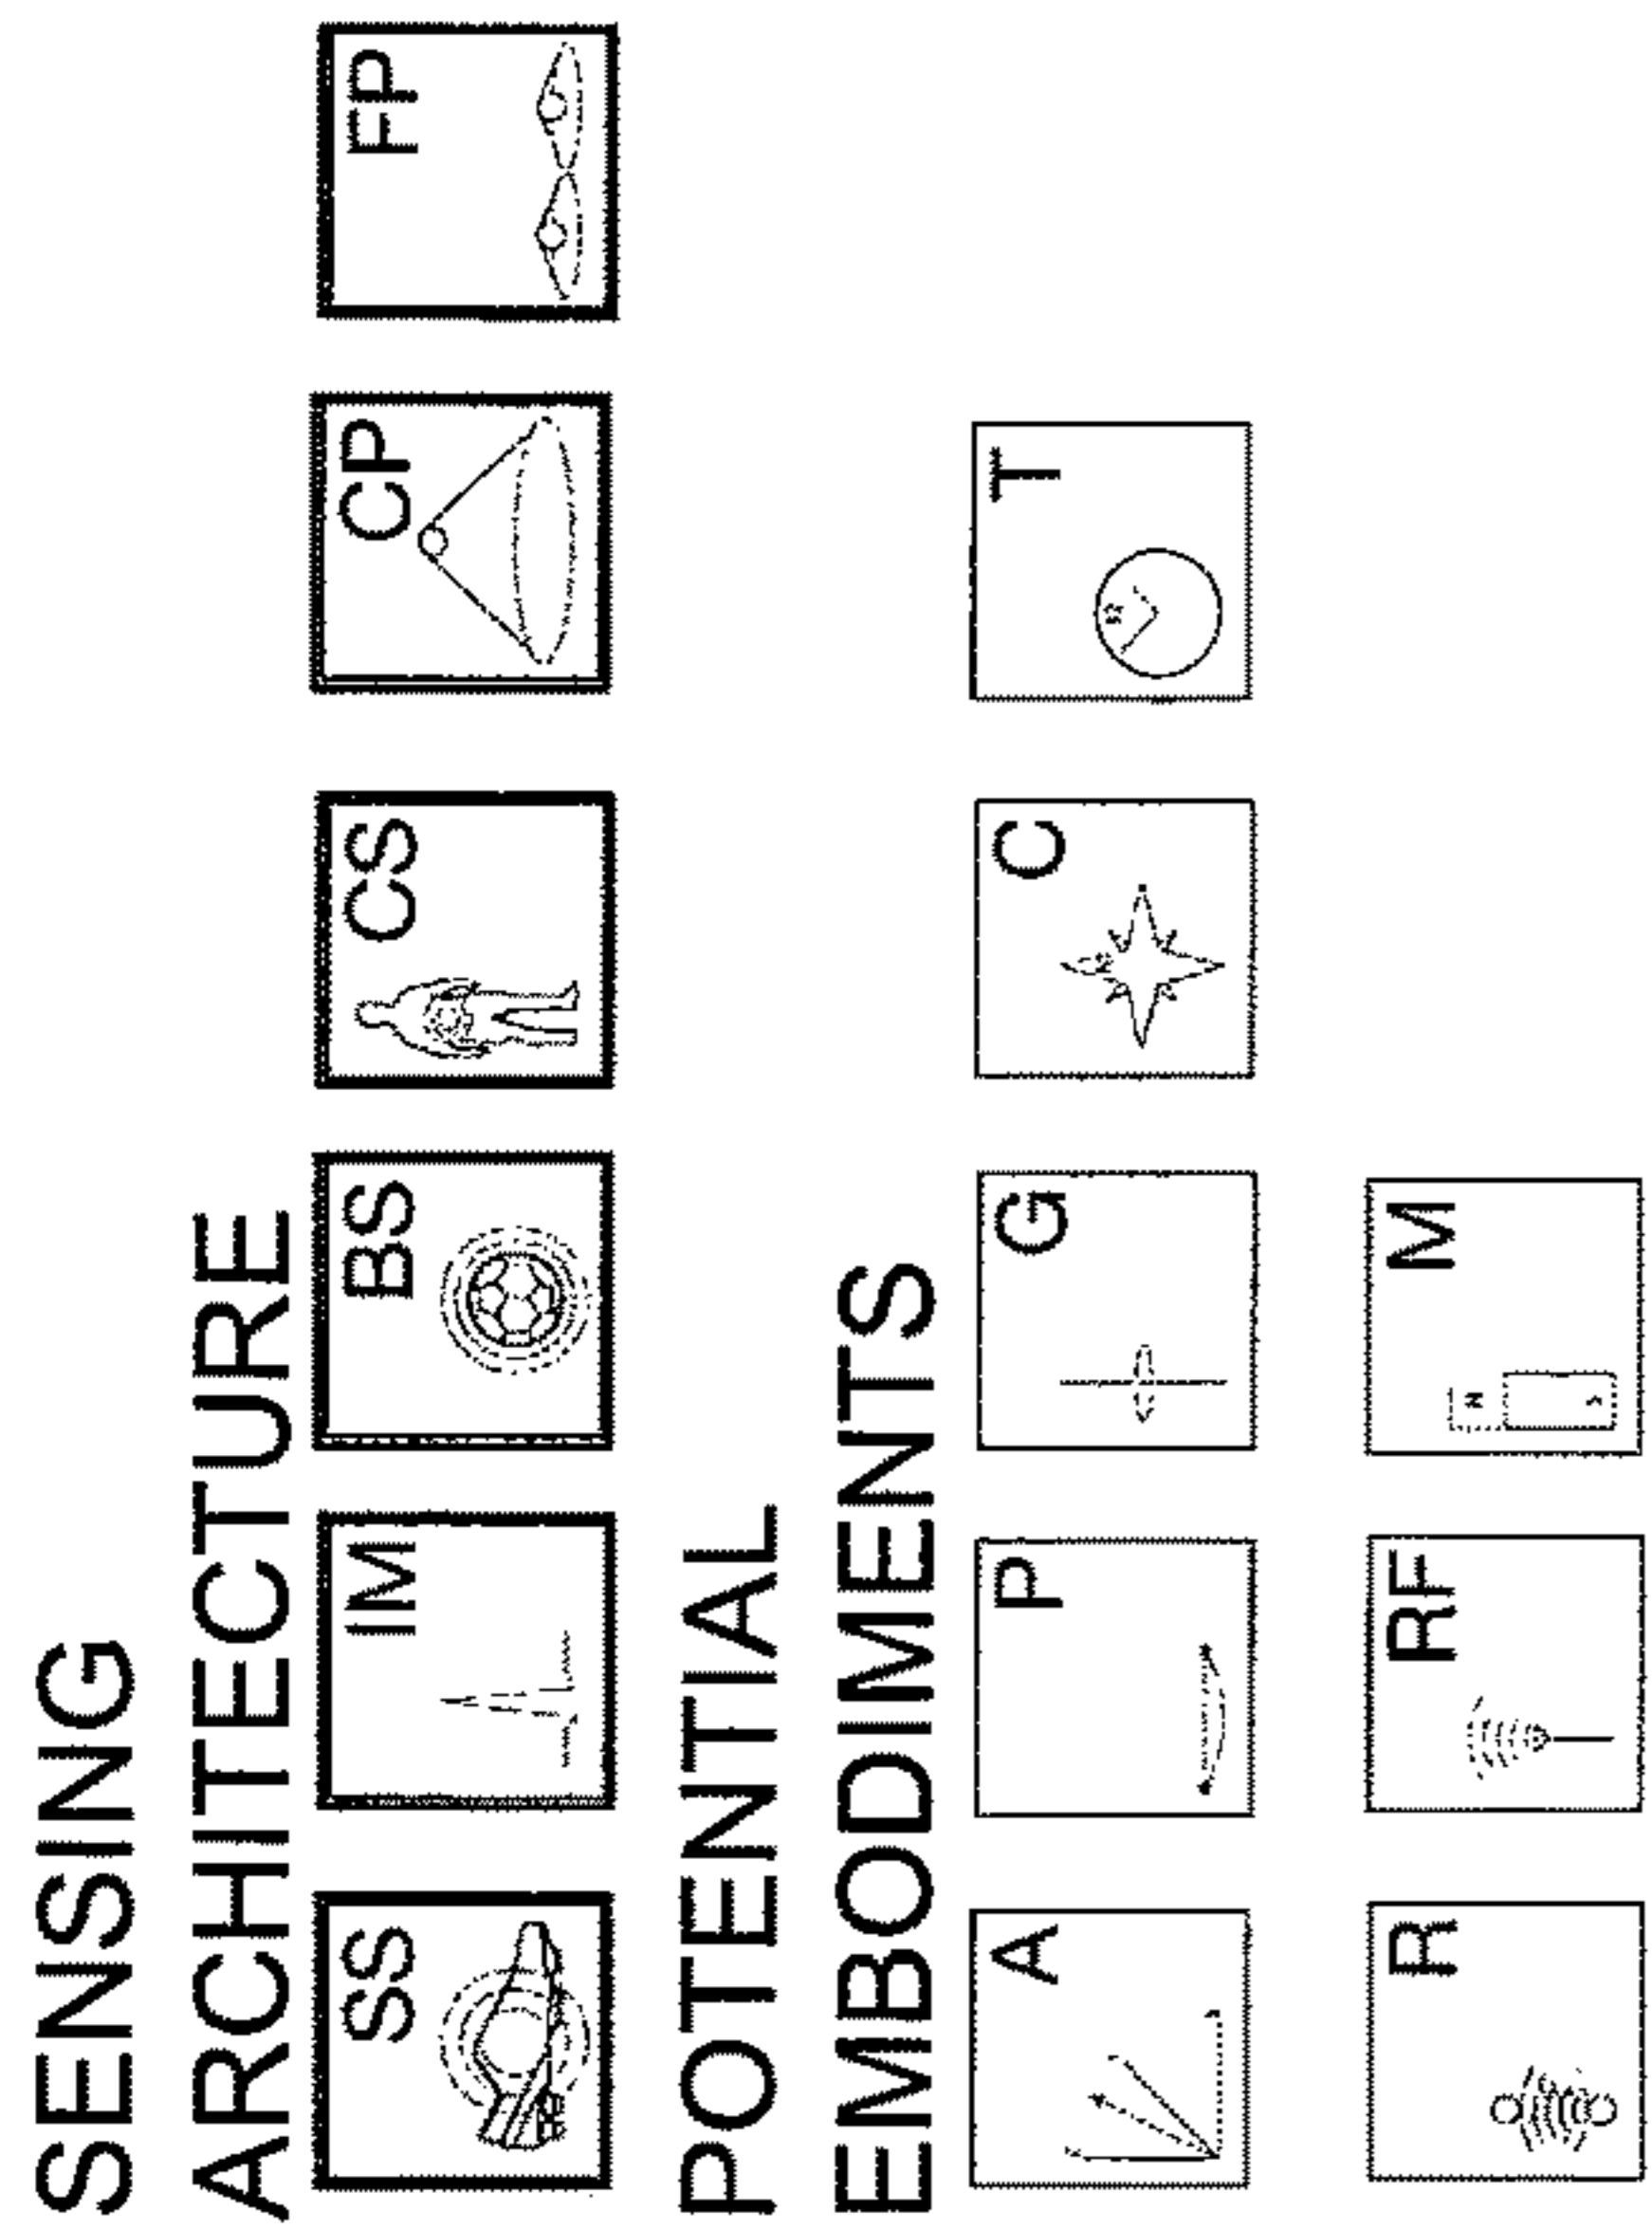 SENSING
ARCHITECTURE
SS IM BS CS CP FP
POTENTIAL
EMBODIMENTS
A P G C T
R RF M
N